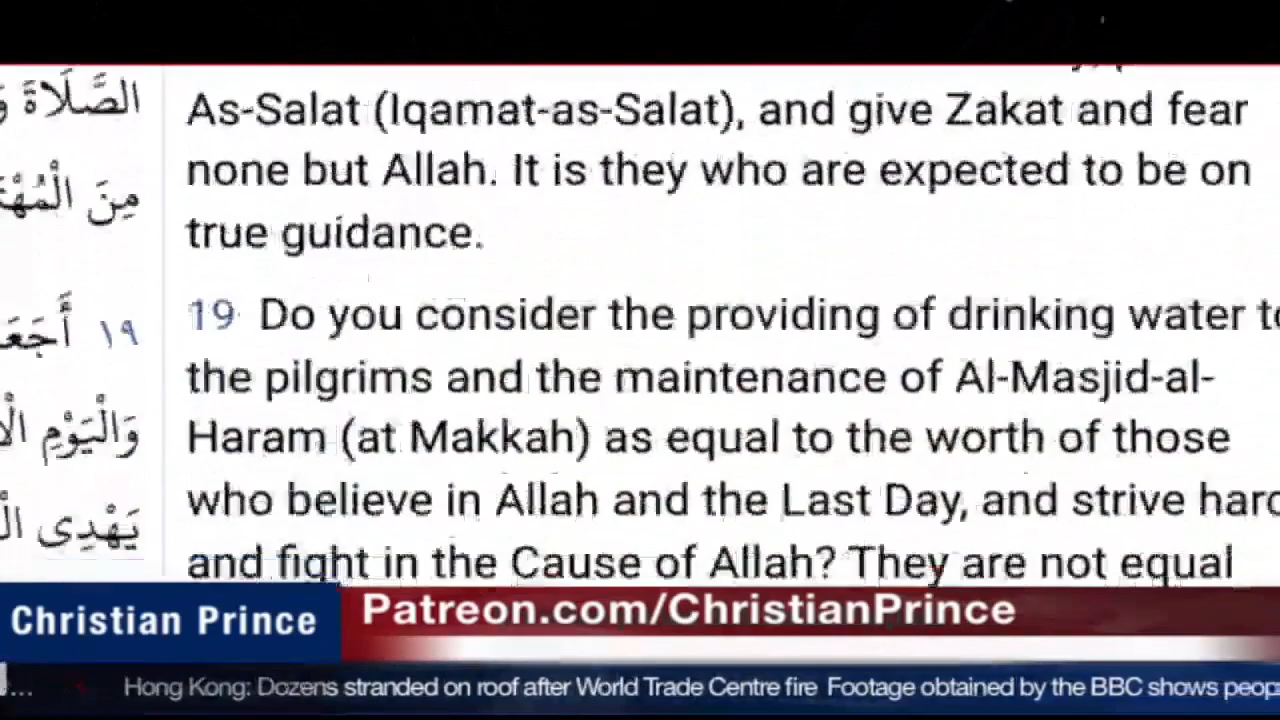 الصَّلَاةَ
As-Salat (Iqamat-as-Salat), and give Zakat and fear
مِنَ
none but Allah. It is they who are expected to be on
true guidance.
١٩ أَجَعَ
19 Do you consider the providing of drinking water to
the pilgrims and the maintenance of Al-Masjid-al-
وَالْيَوْمِ
Haram (at Makkah) as equal to the worth of those
who believe in Allah and the Last Day, and strive hard
يَهْدِى
and fight in the Cause of Allah? They are not equal
Christian Prince
Patreon.com/ChristianPrince
... Hong Kong: Dozens stranded on roof after World Trade Centre fire Footage obtained by the BBC shows peop